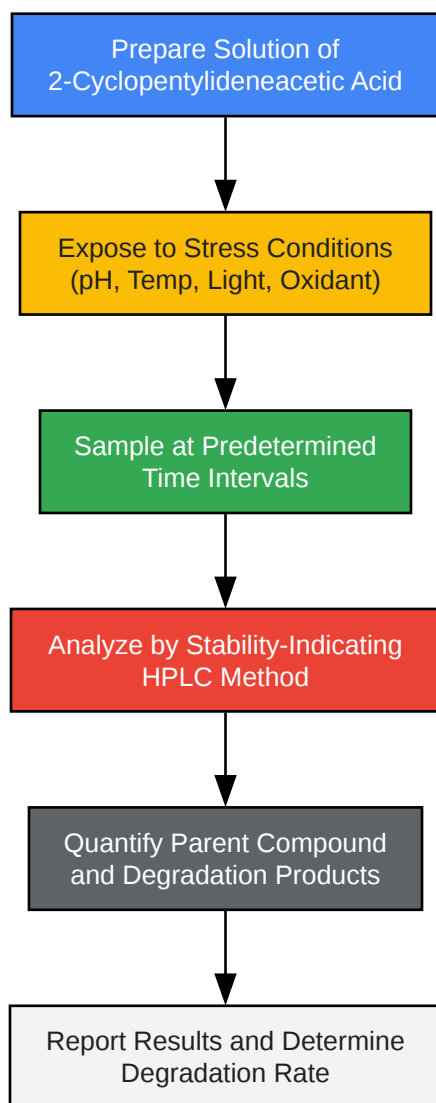 Prepare Solution of
2-Cyclopentylideneacetic Acid
Expose to Stress Conditions
(pH, Temp, Light, Oxidant)
Sample at Predetermined
Time Intervals
Analyze by Stability-Indicating
HPLC Method
Quantify Parent Compound
and Degradation Products
Report Results and Determine
Degradation Rate